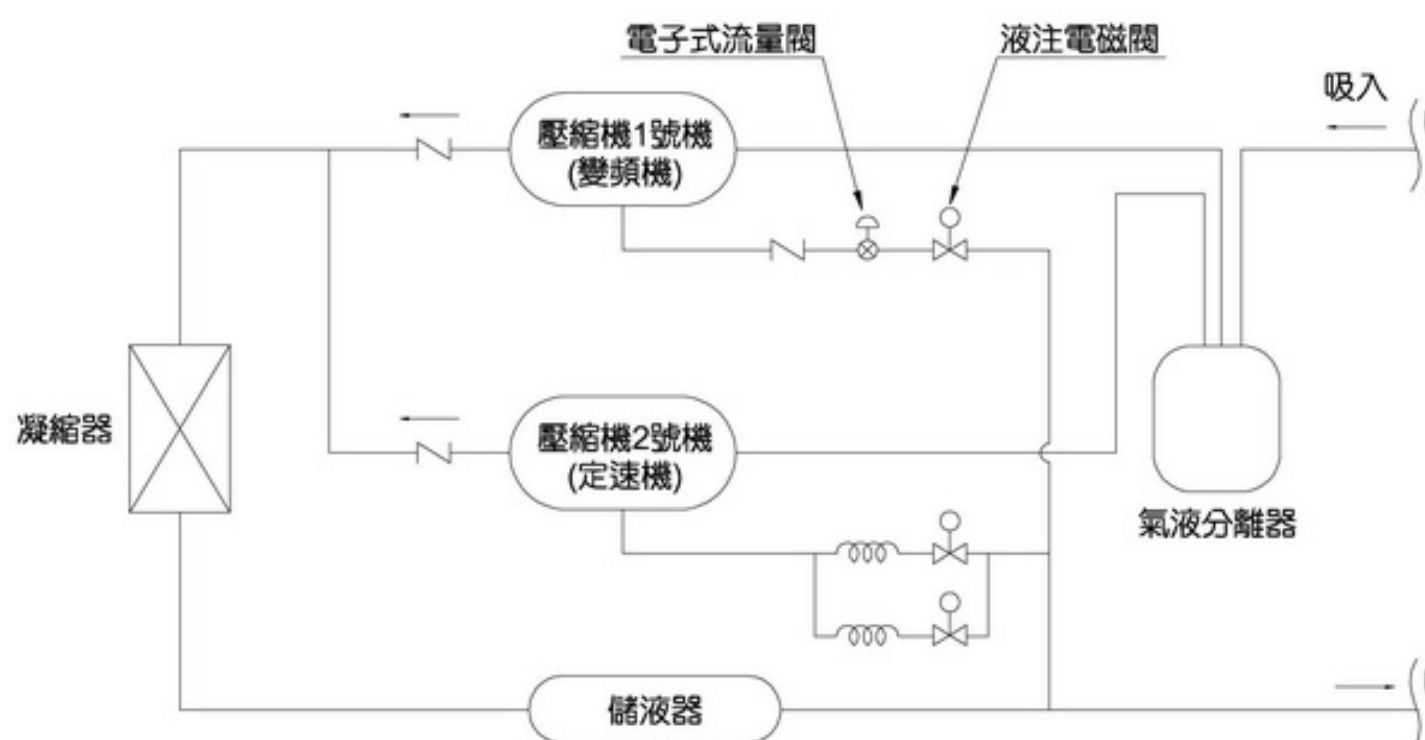 電子式流量閥
液注電磁閥
吸入
壓縮機1號機
(變頻機)
凝縮器
壓縮機2號機
(定速機)
氣液分離器
儲液器